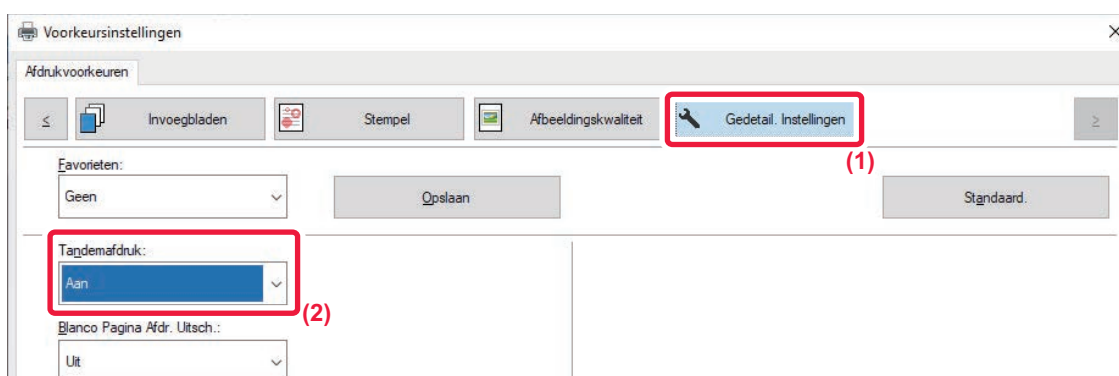 Voorkeursinstellingen
Afdrukvoorkeuren
< Invoegbladen Stempel Afbeeldingskwaliteit Gedetail. Instellingen >
(1)
Favorieten:
Geen Opslaan Standaard.
Tandemafdruk:
Aan
(2)
Blanco Pagina Afdr. Uitsch.:
Uit